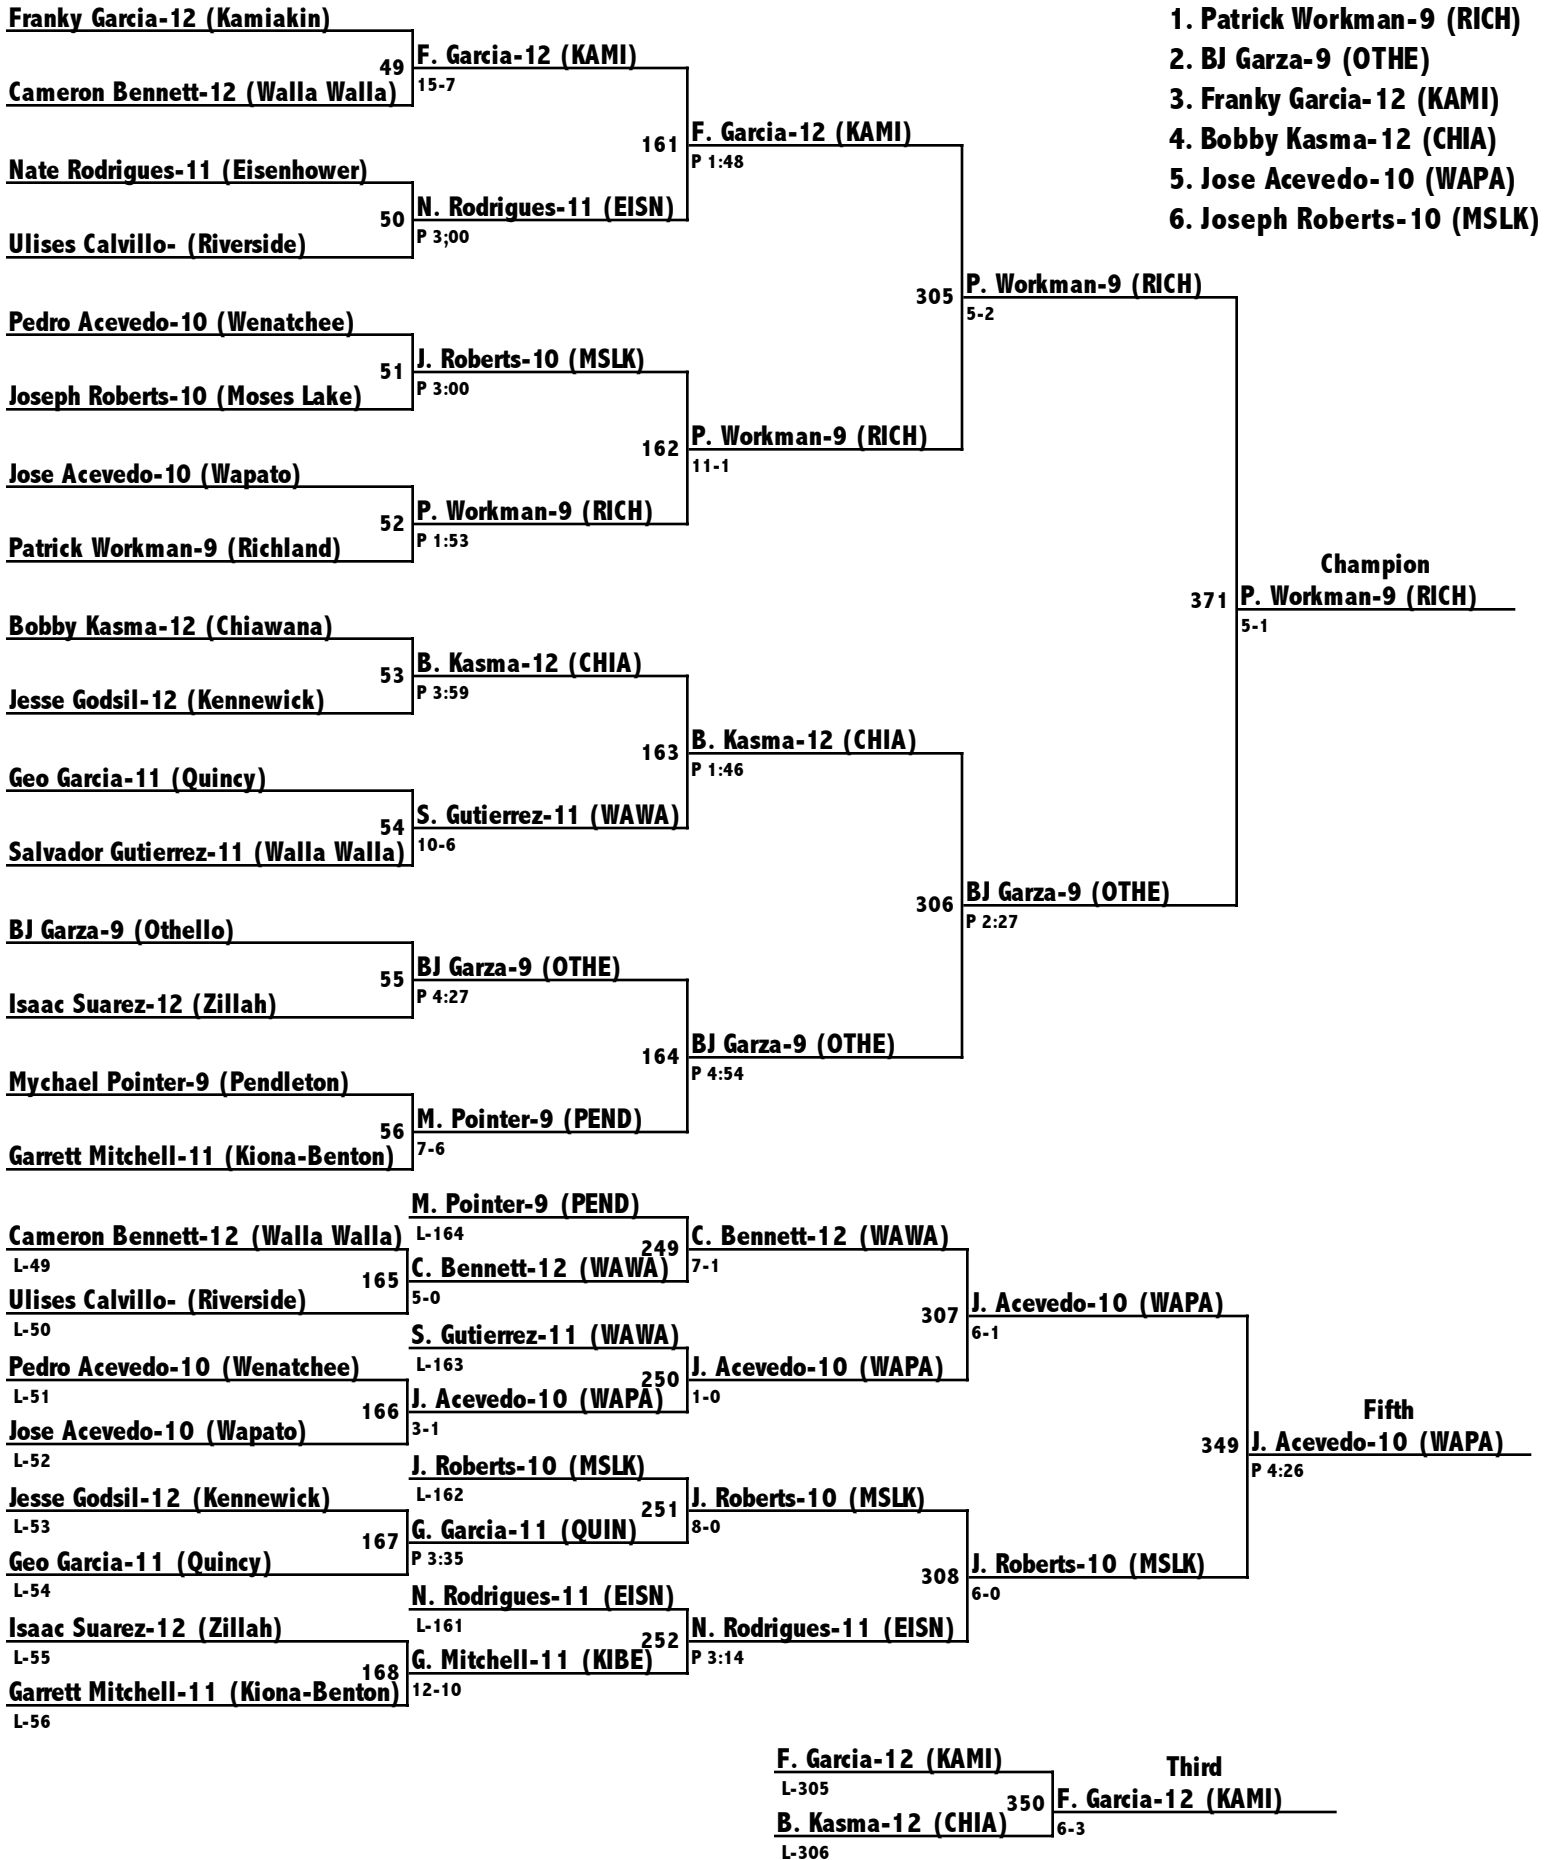 Franky Garcia-12 (Kamiakin)
49
Cameron Bennett-12 (Walla Walla)
F. Garcia-12 (KAMI)
15-7
Nate Rodrigues-11 (Eisenhower)
50
Ulises Calvillo- (Riverside)
N. Rodrigues-11 (EISN)
P 3;00
161
F. Garcia-12 (KAMI)
P 1:48
Pedro Acevedo-10 (Wenatchee)
51
Joseph Roberts-10 (Moses Lake)
J. Roberts-10 (MSLK)
P 3:00
Jose Acevedo-10 (Wapato)
52
Patrick Workman-9 (Richland)
P. Workman-9 (RICH)
P 1:53
162
P. Workman-9 (RICH)
11-1
305
P. Workman-9 (RICH)
5-2
Bobby Kasma-12 (Chiawana)
53
Jesse Godsil-12 (Kennewick)
B. Kasma-12 (CHIA)
P 3:59
Geo Garcia-11 (Quincy)
54
Salvador Gutierrez-11 (Walla Walla)
S. Gutierrez-11 (WAWA)
10-6
163
B. Kasma-12 (CHIA)
P 1:46
BJ Garza-9 (Othello)
55
Isaac Suarez-12 (Zillah)
BJ Garza-9 (OTHE)
P 4:27
Mychael Pointer-9 (Pendleton)
56
Garrett Mitchell-11 (Kiona-Benton)
M. Pointer-9 (PEND)
7-6
164
BJ Garza-9 (OTHE)
P 4:54
306
BJ Garza-9 (OTHE)
P 2:27
371
Champion
P. Workman-9 (RICH)
5-1
1. Patrick Workman-9 (RICH)
2. BJ Garza-9 (OTHE)
3. Franky Garcia-12 (KAMI)
4. Bobby Kasma-12 (CHIA)
5. Jose Acevedo-10 (WAPA)
6. Joseph Roberts-10 (MSLK)
Cameron Bennett-12 (Walla Walla)
L-49
165
Ulises Calvillo- (Riverside)
L-50
M. Pointer-9 (PEND)
L-164
249
C. Bennett-12 (WAWA)
5-0
C. Bennett-12 (WAWA)
7-1
Pedro Acevedo-10 (Wenatchee)
L-51
166
Jose Acevedo-10 (Wapato)
L-52
S. Gutierrez-11 (WAWA)
L-163
250
J. Acevedo-10 (WAPA)
3-1
J. Acevedo-10 (WAPA)
1-0
307
J. Acevedo-10 (WAPA)
6-1
Jesse Godsil-12 (Kennewick)
L-53
167
Geo Garcia-11 (Quincy)
L-54
J. Roberts-10 (MSLK)
L-162
251
G. Garcia-11 (QUIN)
P 3:35
J. Roberts-10 (MSLK)
8-0
Isaac Suarez-12 (Zillah)
L-55
168
Garrett Mitchell-11 (Kiona-Benton)
L-56
N. Rodrigues-11 (EISN)
L-161
252
G. Mitchell-11 (KIBE)
12-10
N. Rodrigues-11 (EISN)
P 3:14
308
J. Roberts-10 (MSLK)
6-0
349
Fifth
J. Acevedo-10 (WAPA)
P 4:26
F. Garcia-12 (KAMI)
L-305
350
B. Kasma-12 (CHIA)
L-306
Third
F. Garcia-12 (KAMI)
6-3